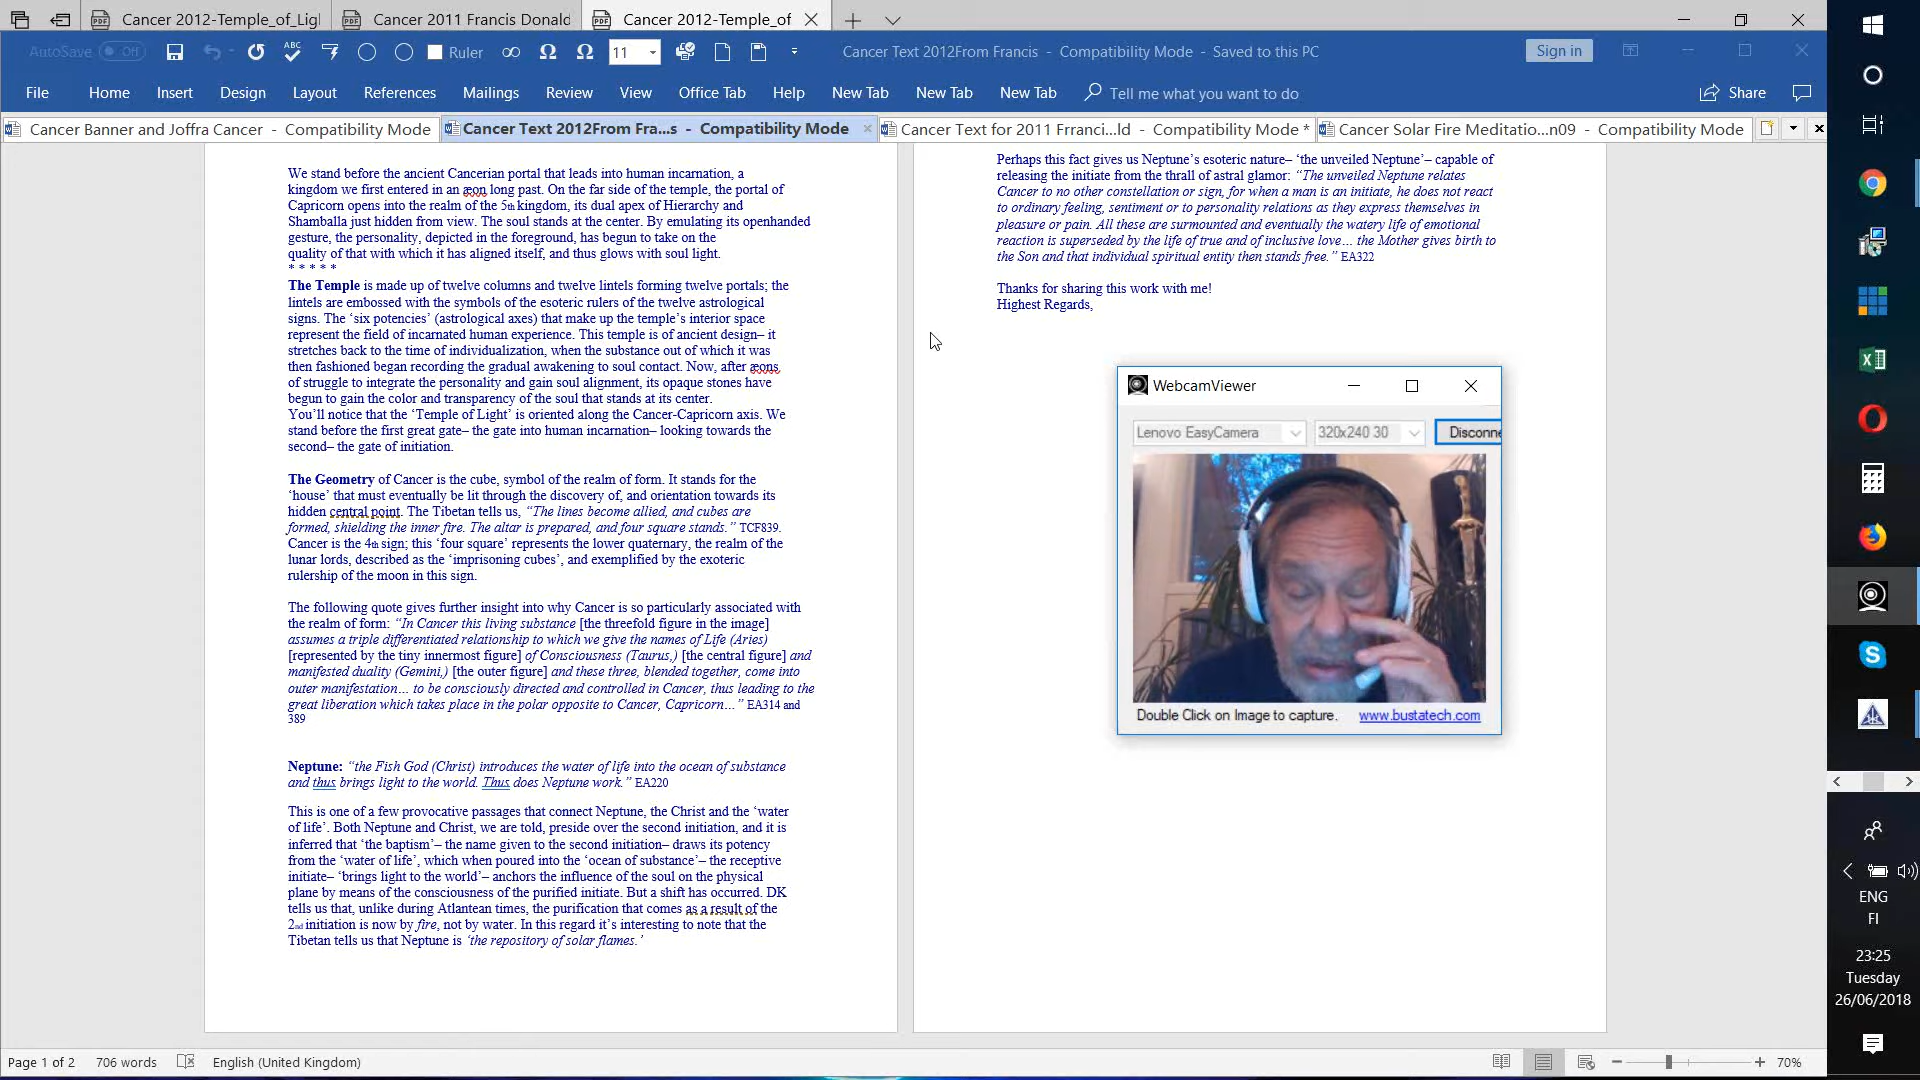 Cancer 2012-Temple_of_Lig
Cancer 2011 Francis Donald
Cancer 2012-Temple_of
AutoSave Off
ABC
Ruler
11
Cancer Text 2012From Francis - Compatibility Mode - Saved to this PC
Sign in
File Home Insert Design Layout References Mailings Review View Office Tab Help New Tab New Tab New Tab Tell me what you want to do Share
Cancer Banner and Joffra Cancer - Compatibility Mode
Cancer Text 2012From Fra...s - Compatibility Mode
Cancer Text for 2011 Frranci...ld - Compatibility Mode *
Cancer Solar Fire Meditatio...n09 - Compatibility Mode
We stand before the ancient Cancerian portal that leads into human incarnation, a
kingdom we first entered in an æon long past. On the far side of the temple, the portal of
Capricorn opens into the realm of the 5th kingdom, its dual apex of Hierarchy and
Shamballa just hidden from view. The soul stands at the center. By emulating its openhanded
gesture, the personality, depicted in the foreground, has begun to take on the
quality of that with which it has aligned itself, and thus glows with soul light.
* * * * *
The Temple is made up of twelve columns and twelve lintels forming twelve portals; the
lintels are embossed with the symbols of the esoteric rulers of the twelve astrological
signs. The ‘six potencies’ (astrological axes) that make up the temple’s interior space
represent the field of incarnated human experience. This temple is of ancient design– it
stretches back to the time of individualization, when the substance out of which it was
then fashioned began recording the gradual awakening to soul contact. Now, after æons
of struggle to integrate the personality and gain soul alignment, its opaque stones have
begun to gain the color and transparency of the soul that stands at its center.
You’ll notice that the ‘Temple of Light’ is oriented along the Cancer-Capricorn axis. We
stand before the first great gate– the gate into human incarnation– looking towards the
second– the gate of initiation.
The Geometry of Cancer is the cube, symbol of the realm of form. It stands for the
‘house’ that must eventually be lit through the discovery of, and orientation towards its
hidden central point. The Tibetan tells us, “The lines become allied, and cubes are
formed, shielding the inner fire. The altar is prepared, and four square stands.” TCF839.
Cancer is the 4th sign; this ‘four square’ represents the lower quaternary, the realm of the
lunar lords, described as the ‘imprisoning cubes’, and exemplified by the exoteric
rulership of the moon in this sign.
The following quote gives further insight into why Cancer is so particularly associated with
the realm of form: “In Cancer this living substance [the threefold figure in the image]
assumes a triple differentiated relationship to which we give the names of Life (Aries)
[represented by the tiny innermost figure] of Consciousness (Taurus,) [the central figure] and
manifested duality (Gemini,) [the outer figure] and these three, blended together, come into
outer manifestation… to be consciously directed and controlled in Cancer, thus leading to the
great liberation which takes place in the polar opposite to Cancer, Capricorn…” EA314 and
389
Neptune: “the Fish God (Christ) introduces the water of life into the ocean of substance
and thus brings light to the world. Thus does Neptune work.” EA220
This is one of a few provocative passages that connect Neptune, the Christ and the ‘water
of life’. Both Neptune and Christ, we are told, preside over the second initiation, and it is
inferred that ‘the baptism’– the name given to the second initiation– draws its potency
from the ‘water of life’, which when poured into the ‘ocean of substance’– the receptive
initiate– ‘brings light to the world’– anchors the influence of the soul on the physical
plane by means of the consciousness of the purified initiate. But a shift has occurred. DK
tells us that, unlike during Atlantean times, the purification that comes as a result of the
2nd initiation is now by fire, not by water. In this regard it’s interesting to note that the
Tibetan tells us that Neptune is ‘the repository of solar flames.’
Perhaps this fact gives us Neptune’s esoteric nature– ‘the unveiled Neptune’– capable of
releasing the initiate from the thrall of astral glamor: “The unveiled Neptune relates
Cancer to no other constellation or sign, for when a man is an initiate, he does not react
to ordinary feeling, sentiment or to personality relations as they express themselves in
pleasure or pain. All these are surmounted and eventually the watery life of emotional
reaction is superseded by the life of true and of inclusive love… the Mother gives birth to
the Son and that individual spiritual entity then stands free.” EA322
Thanks for sharing this work with me!
Highest Regards,
WebcamViewer
Lenovo EasyCamera
320x240 30
Disconne
Double Click on Image to capture. www.bustatech.com
ENG
FI
23:25
Tuesday
26/06/2018
Page 1 of 2 706 words English (United Kingdom) 70%